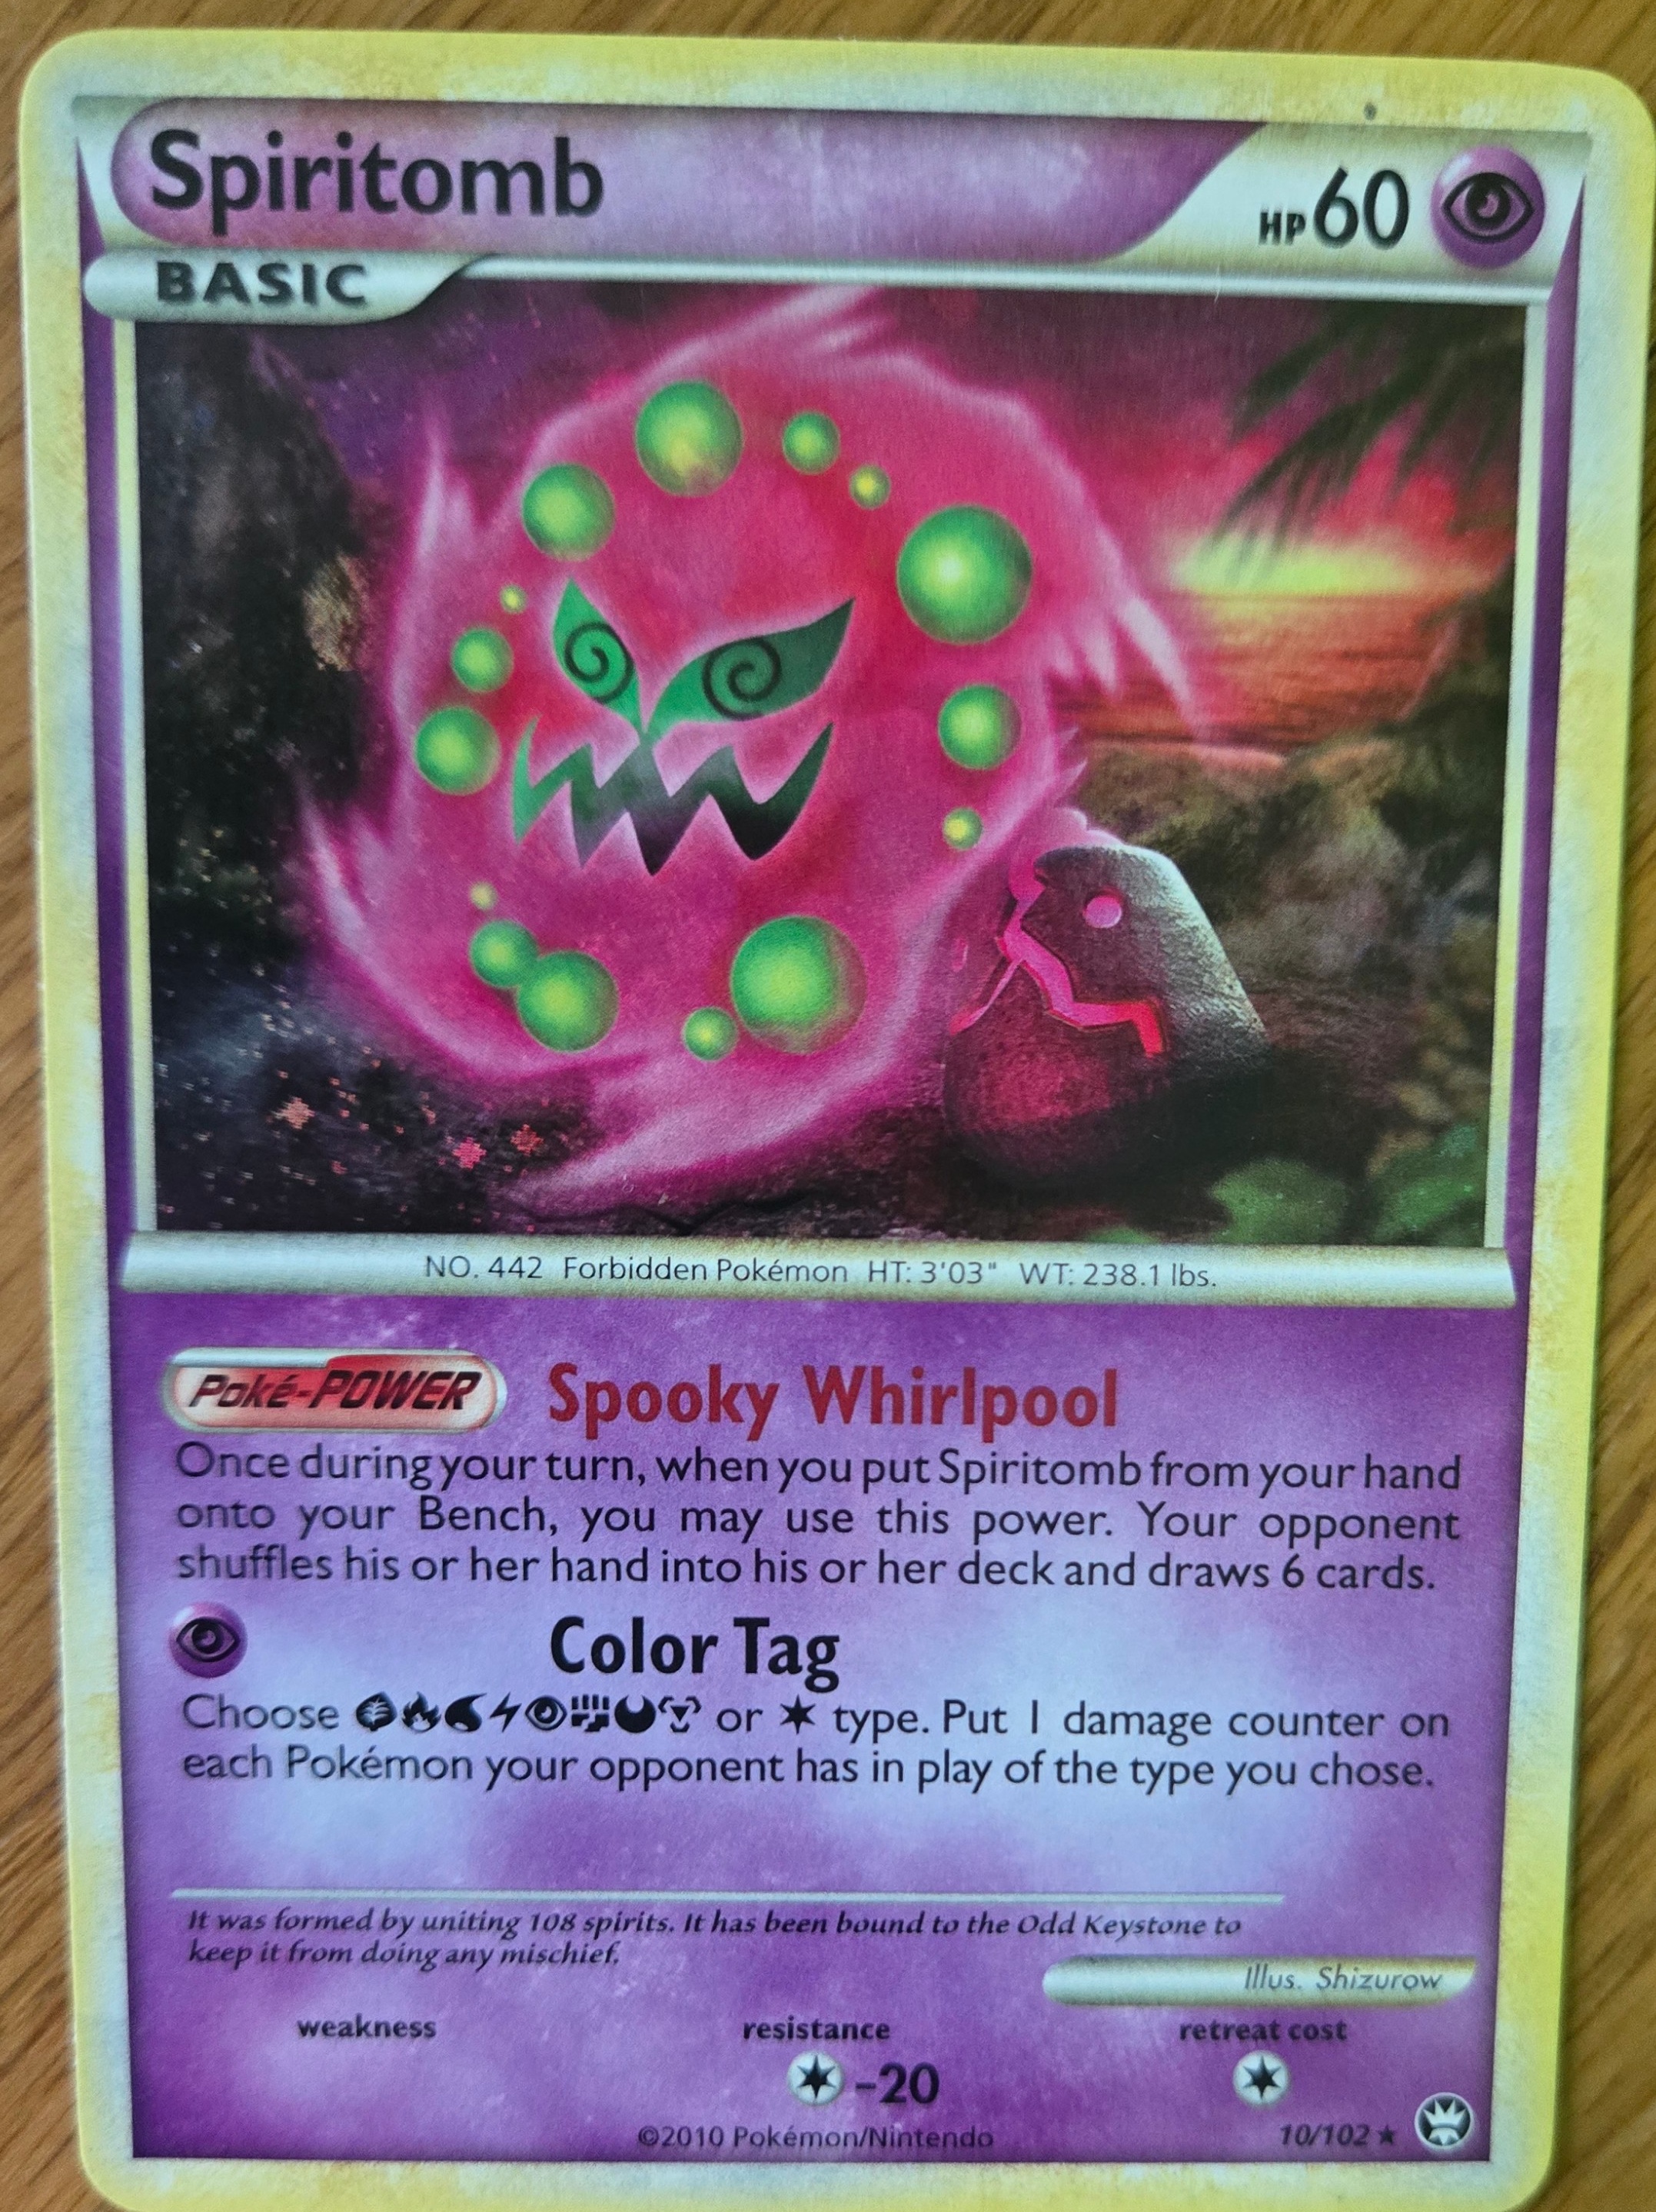 Spiritomb
HP 60
BASIC
NO. 442 Forbidden Pokémon HT: 3'03" WT: 238.1 lbs.
Poké-POWER Spooky Whirlpool
Once during your turn, when you put Spiritomb from your hand
onto your Bench, you may use this power. Your opponent
shuffles his or her hand into his or her deck and draws 6 cards.
Color Tag
Choose or type. Put 1 damage counter on
each Pokémon your opponent has in play of the type you chose.
It was formed by uniting 108 spirits. It has been bound to the Odd Keystone to
keep it from doing any mischief.
Illus. Shizurow
weakness resistance retreat cost
-20
©2010 Pokémon/Nintendo 10/102 ★